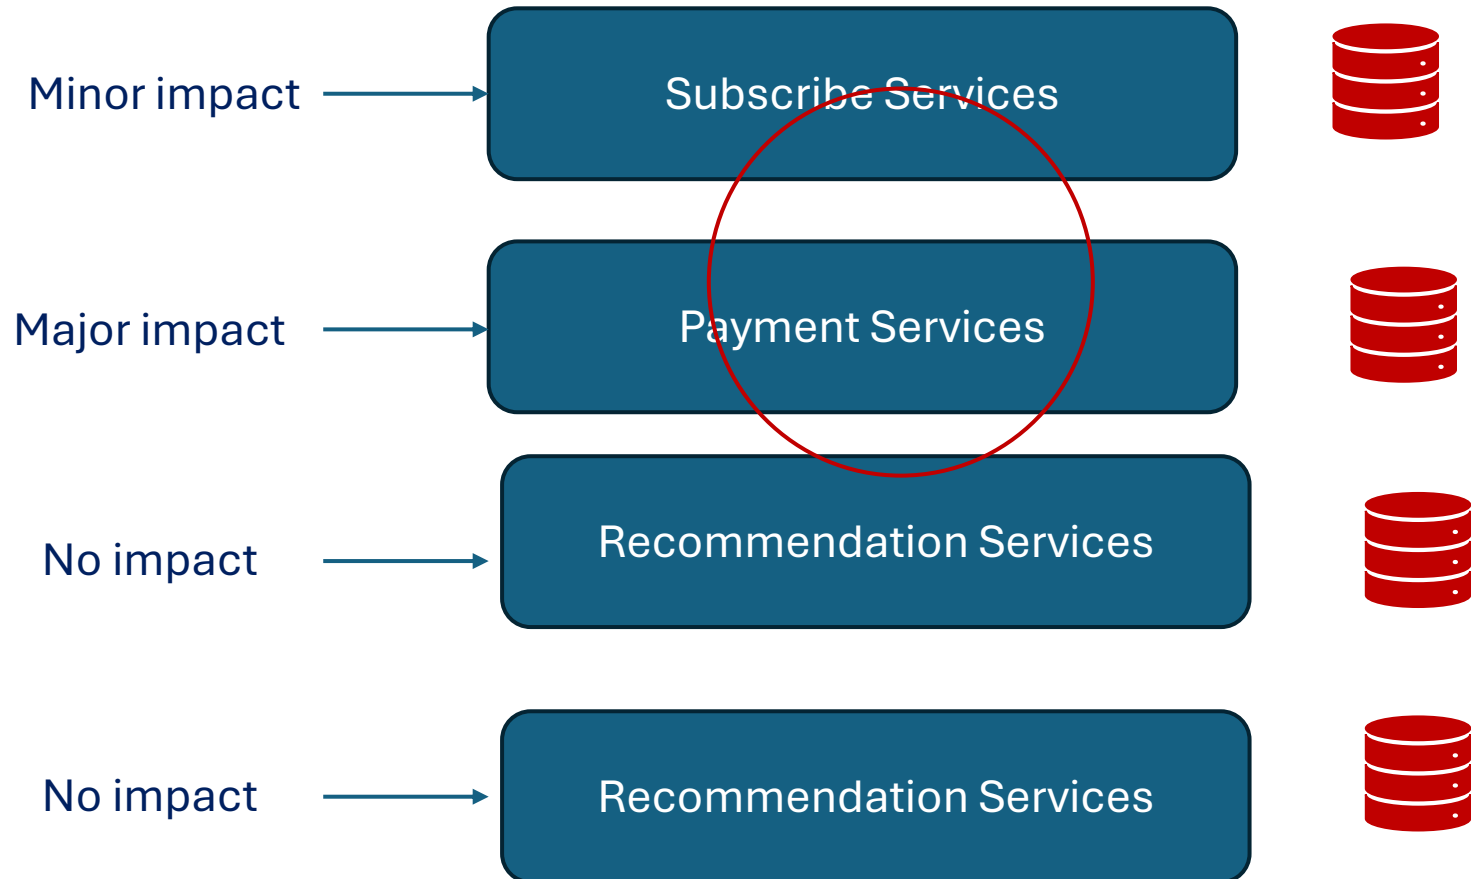 Minor impact
Subscribe Services
Major impact
Payment Services
No impact
Recommendation Services
No impact
Recommendation Services